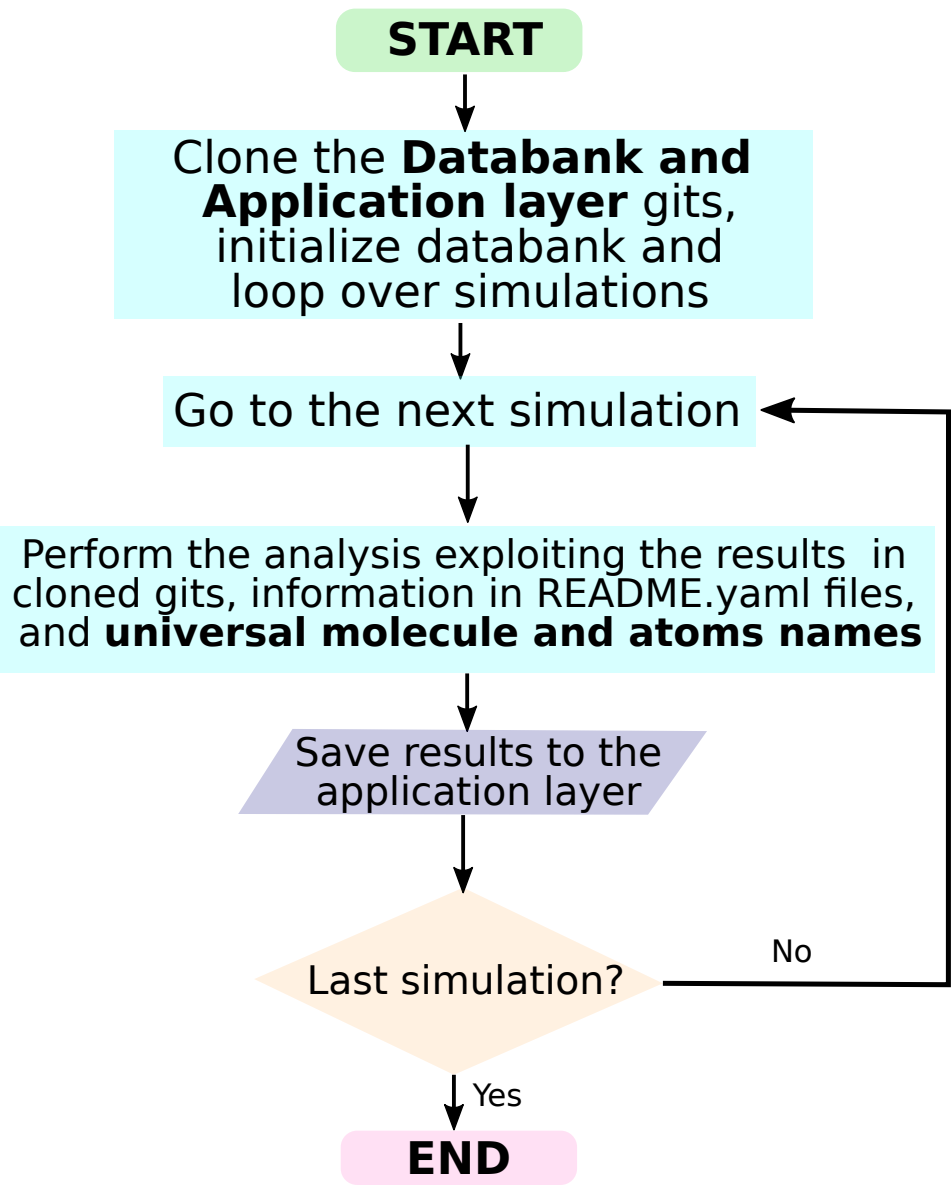 START
Clone the Databank and
Application layer gits,
initialize databank and
loop over simulations
Go to the next simulation
Perform the analysis exploiting the results in
cloned gits, information in README.yaml files,
and universal molecule and atoms names
Save results to the
application layer
Last simulation?
No
Yes
END